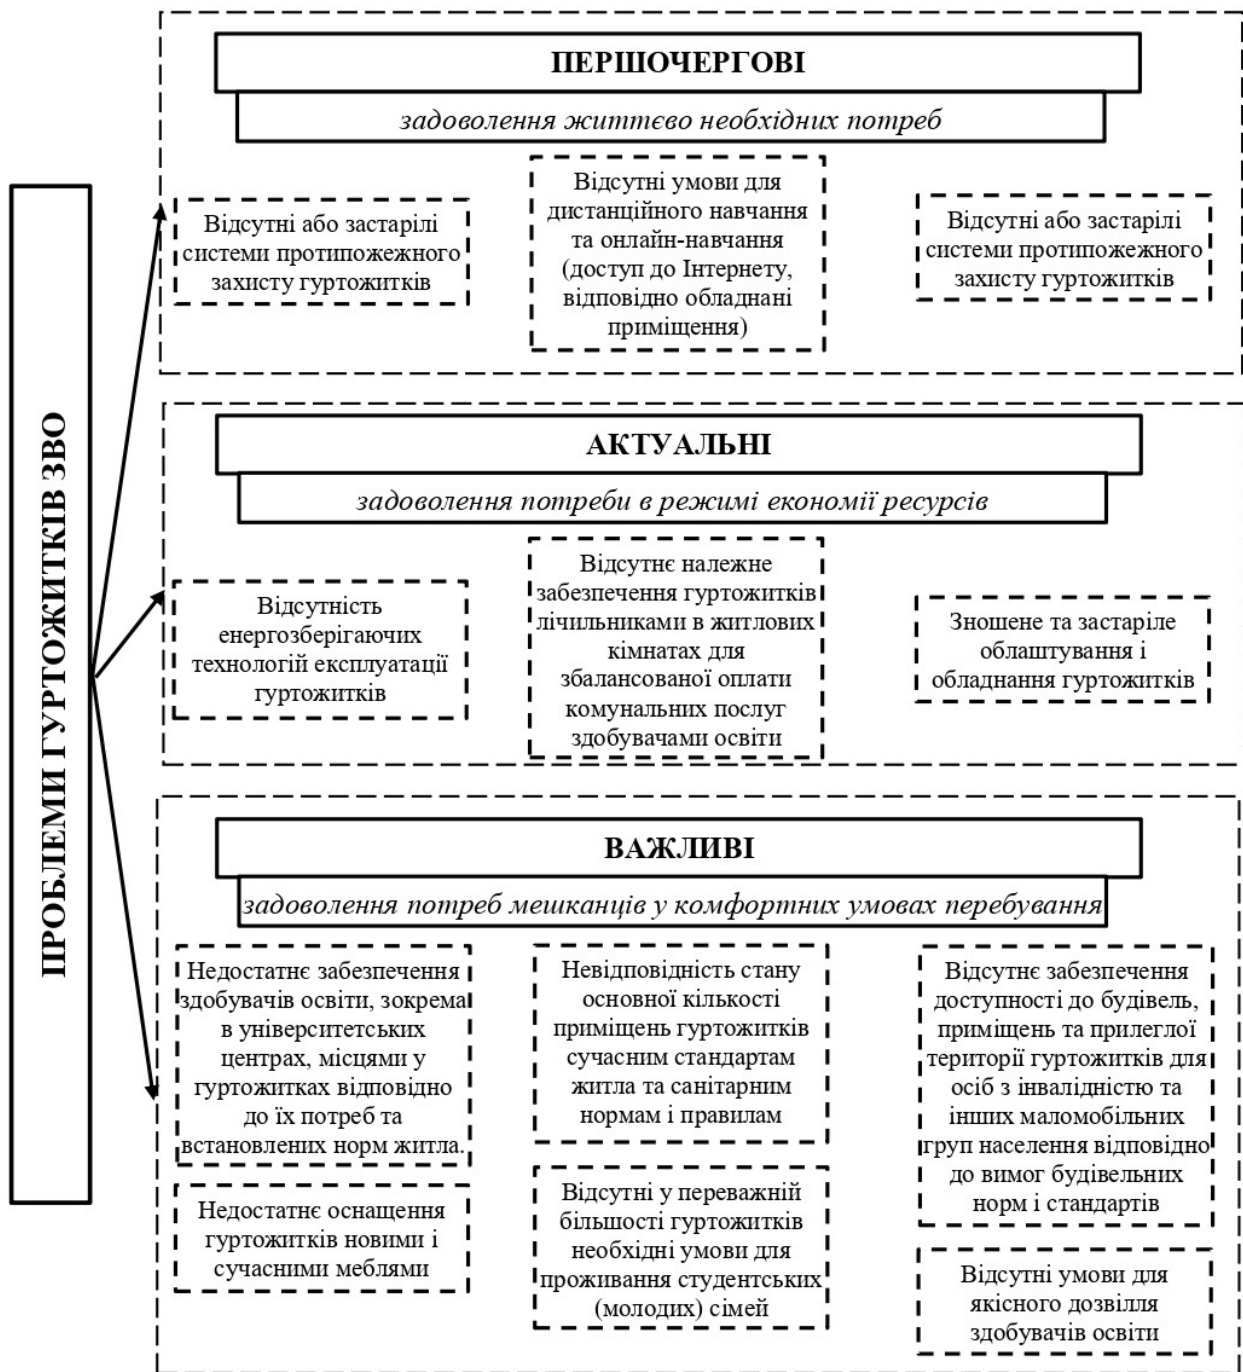 ПРОБЛЕМИ ГУРТОЖИТКІВ ЗВО
ПЕРШОЧЕРГОВІ
задоволення життєво необхідних потреб
Відсутні або застарілі
системи протипожежного
захисту гуртожитків
Відсутні умови для
дистанційного навчання
та онлайн-навчання
(доступ до Інтернету,
відповідно обладнані
приміщення)
Відсутні або застарілі
системи протипожежного
захисту гуртожитків
АКТУАЛЬНІ
задоволення потреби в режимі економії ресурсів
Відсутність
енергозберігаючих
технологій експлуатації
гуртожитків
Відсутнє належне
забезпечення гуртожитків
лічильниками в житлових
кімнатах для
збалансованої оплати
комунальних послуг
здобувачами освіти
Зношене та застаріле
облаштування і
обладнання гуртожитків
ВАЖЛИВІ
задоволення потреб мешканців у комфортних умовах перебування
Недостатнє забезпечення
здобувачів освіти, зокрема
в університетських
центрах, місцями у
гуртожитках відповідно
до їх потреб та
встановлених норм житла.
Невідповідність стану
основної кількості
приміщень гуртожитків
сучасним стандартам
житла та санітарним
нормам і правилам
Відсутнє забезпечення
доступності до будівель,
приміщень та прилеглої
території гуртожитків для
осіб з інвалідністю та
інших маломобільних
груп населення відповідно
до вимог будівельних
норм і стандартів
Недостатнє оснащення
гуртожитків новими і
сучасними меблями
Відсутні у переважній
більшості гуртожитків
необхідні умови для
проживання студентських
(молодих) сімей
Відсутні умови для
якісного дозвілля
здобувачів освіти